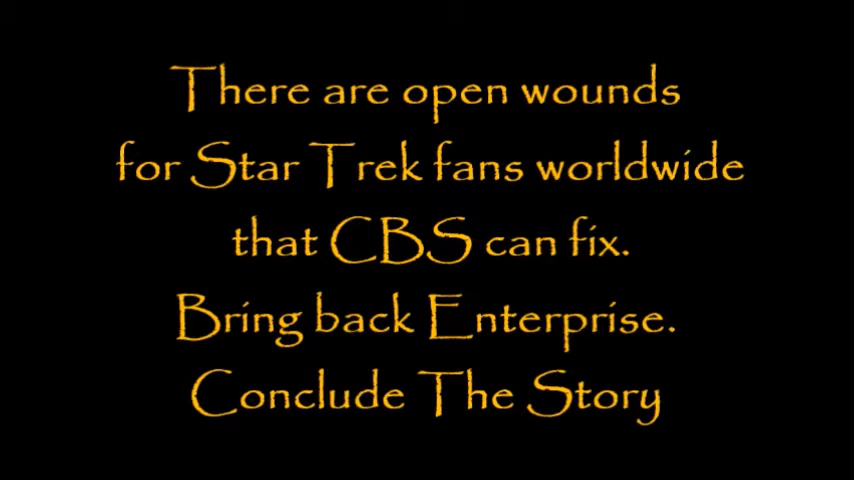 There are open wounds
for Star Trek fans worldwide
that CBS can fix.
Bring back Enterprise.
Conclude The Story